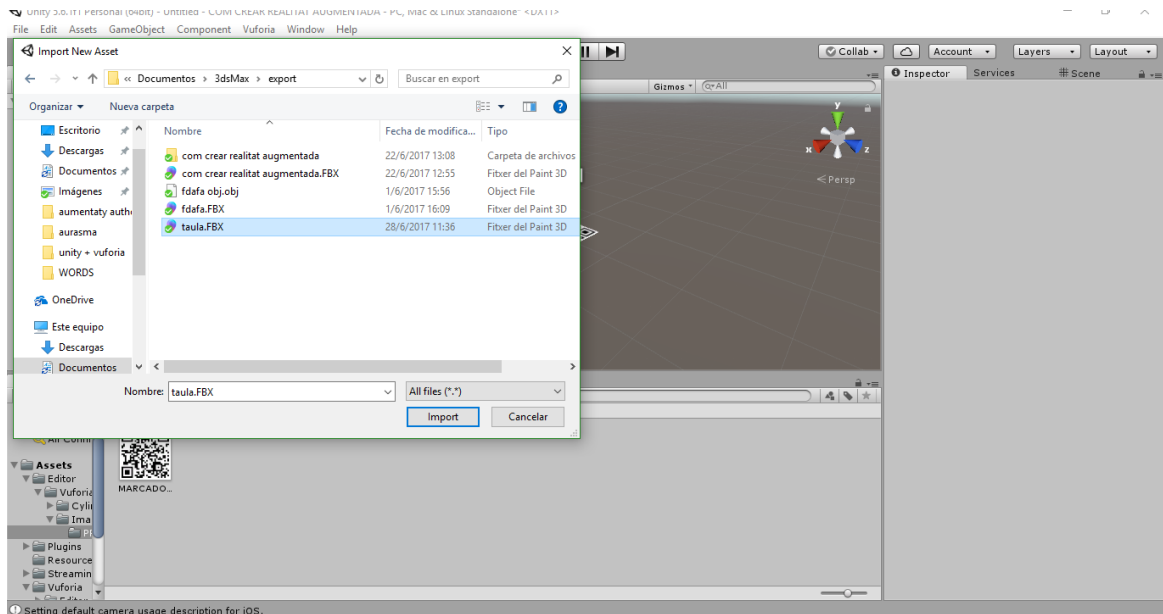 Unity 5.6.1f1 Personal (64bit) - Untitled - COM CREAR REALITAT AUGMENTADA - PC, Mac & Linux Standalone* <DX11>
File Edit Assets GameObject Component Vuforia Window Help
Import New Asset
Collab Account Layers Layout
« Documentos > 3dsMax > export
Buscar en export
Inspector Services Scene
Gizmos All
Organizar Nueva carpeta
Nombre Fecha de modifica... Tipo
Escritorio
Descargas
Documentos
Imágenes
aumentaty auth
aurasma
unity + vuforia
WORDS
OneDrive
Este equipo
Descargas
Documentos
com crear realitat augmentada 22/6/2017 13:08 Carpeta de archivos
com crear realitat augmentada.FBX 22/6/2017 12:55 Fitxer del Paint 3D
fdafa obj.obj 1/6/2017 15:56 Object File
fdafa.FBX 1/6/2017 16:09 Fitxer del Paint 3D
taula.FBX 28/6/2017 11:36 Fitxer del Paint 3D
y
x
z
Persp
Nombre: taula.FBX
All files (*.*)
Import Cancelar
Assets
Editor
Vuforia
Cylin
Ima
Plugins
Resource
Streamin
Vuforia
MARCADO...
Setting default camera usage description for iOS.